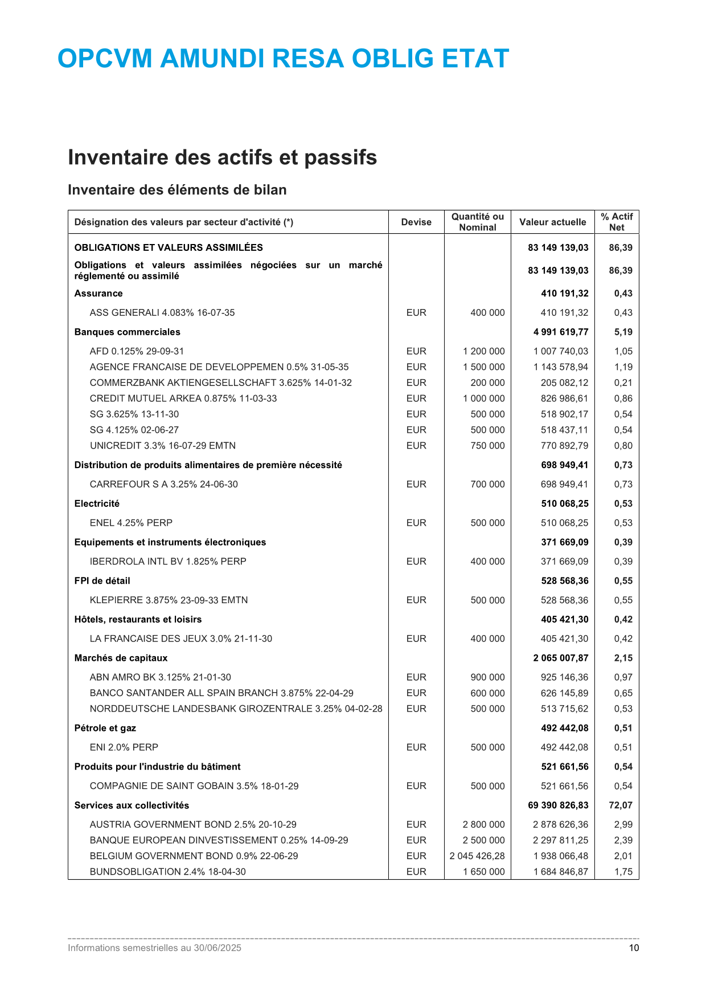 OPCVM AMUNDI RESA OBLIG ETAT
Inventaire des actifs et passifs
Inventaire des éléments de bilan
Désignation des valeurs par secteur d'activité (*) Devise Quantité ou Nominal Valeur actuelle % Actif Net
OBLIGATIONS ET VALEURS ASSIMILÉES 83 149 139,03 86,39
Obligations et valeurs assimilées négociées sur un marché
réglementé ou assimilé 83 149 139,03 86,39
Assurance 410 191,32 0,43
ASS GENERALI 4.083% 16-07-35 EUR 400 000 410 191,32 0,43
Banques commerciales 4 991 619,77 5,19
AFD 0.125% 29-09-31 EUR 1 200 000 1 007 740,03 1,05
AGENCE FRANCAISE DE DEVELOPPEMEN 0.5% 31-05-35 EUR 1 500 000 1 143 578,94 1,19
COMMERZBANK AKTIENGESELLSCHAFT 3.625% 14-01-32 EUR 200 000 205 082,12 0,21
CREDIT MUTUEL ARKEA 0.875% 11-03-33 EUR 1 000 000 826 986,61 0,86
SG 3.625% 13-11-30 EUR 500 000 518 902,17 0,54
SG 4.125% 02-06-27 EUR 500 000 518 437,11 0,54
UNICREDIT 3.3% 16-07-29 EMTN EUR 750 000 770 892,79 0,80
Distribution de produits alimentaires de première nécessité 698 949,41 0,73
CARREFOUR S A 3.25% 24-06-30 EUR 700 000 698 949,41 0,73
Electricité 510 068,25 0,53
ENEL 4.25% PERP EUR 500 000 510 068,25 0,53
Equipements et instruments électroniques 371 669,09 0,39
IBERDROLA INTL BV 1.825% PERP EUR 400 000 371 669,09 0,39
FPI de détail 528 568,36 0,55
KLEPIERRE 3.875% 23-09-33 EMTN EUR 500 000 528 568,36 0,55
Hôtels, restaurants et loisirs 405 421,30 0,42
LA FRANCAISE DES JEUX 3.0% 21-11-30 EUR 400 000 405 421,30 0,42
Marchés de capitaux 2 065 007,87 2,15
ABN AMRO BK 3.125% 21-01-30 EUR 900 000 925 146,36 0,97
BANCO SANTANDER ALL SPAIN BRANCH 3.875% 22-04-29 EUR 600 000 626 145,89 0,65
NORDDEUTSCHE LANDESBANK GIROZENTRALE 3.25% 04-02-28 EUR 500 000 513 715,62 0,53
Pétrole et gaz 492 442,08 0,51
ENI 2.0% PERP EUR 500 000 492 442,08 0,51
Produits pour l'industrie du bâtiment 521 661,56 0,54
COMPAGNIE DE SAINT GOBAIN 3.5% 18-01-29 EUR 500 000 521 661,56 0,54
Services aux collectivités 69 390 826,83 72,07
AUSTRIA GOVERNMENT BOND 2.5% 20-10-29 EUR 2 800 000 2 878 626,36 2,99
BANQUE EUROPEAN DINVESTISSEMENT 0.25% 14-09-29 EUR 2 500 000 2 297 811,25 2,39
BELGIUM GOVERNMENT BOND 0.9% 22-06-29 EUR 2 045 426,28 1 938 066,48 2,01
BUNDSOBLIGATION 2.4% 18-04-30 EUR 1 650 000 1 684 846,87 1,75
Informations semestrielles au 30/06/2025 10